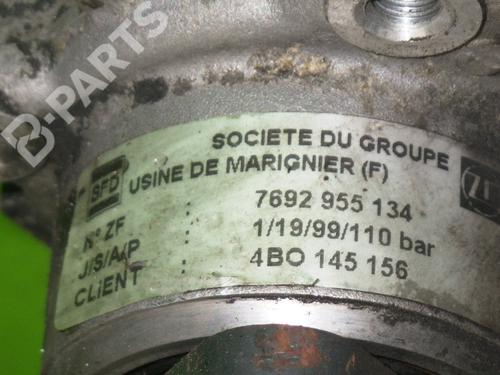 B-PARTS
SOCIETE DU GROUPE
SFD USINE DE MARIGNIER (F) ZF
N° ZF : 7692 955 134
J/S/A/P : 1/19/99/110 bar
CLiENT : 4BO 145 156